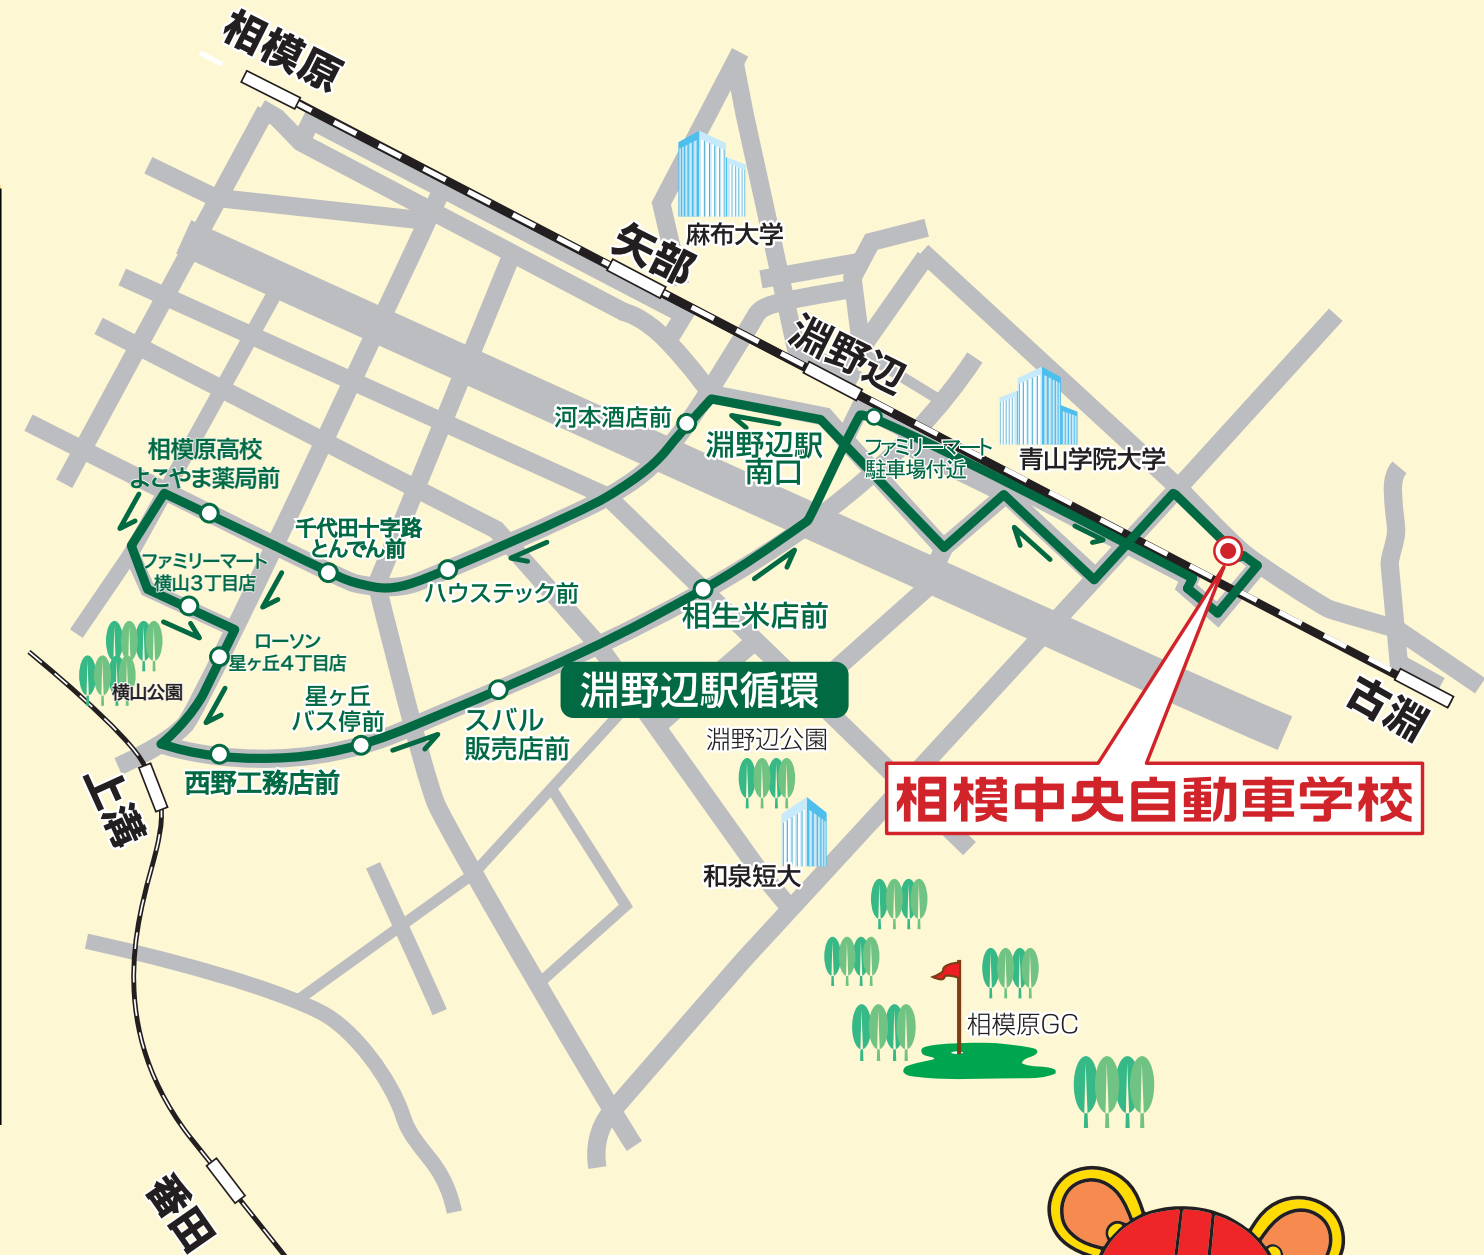 相模原
矢部
麻布大学
淵野辺
河本酒店前
淵野辺駅
南口
ファミリーマート
駐車場付近
青山学院大学
相模原高校
よこやま薬局前
千代田十字路
とんでん前
ファミリーマート
横山3丁目店
ハウステック前
相生米店前
ローソン
星ヶ丘4丁目店
横山公園
星ヶ丘
バス停前
スバル
販売店前
淵野辺駅循環
淵野辺公園
古淵
西野工務店前
上溝
相模中央自動車学校
和泉短大
相模原GC
番田